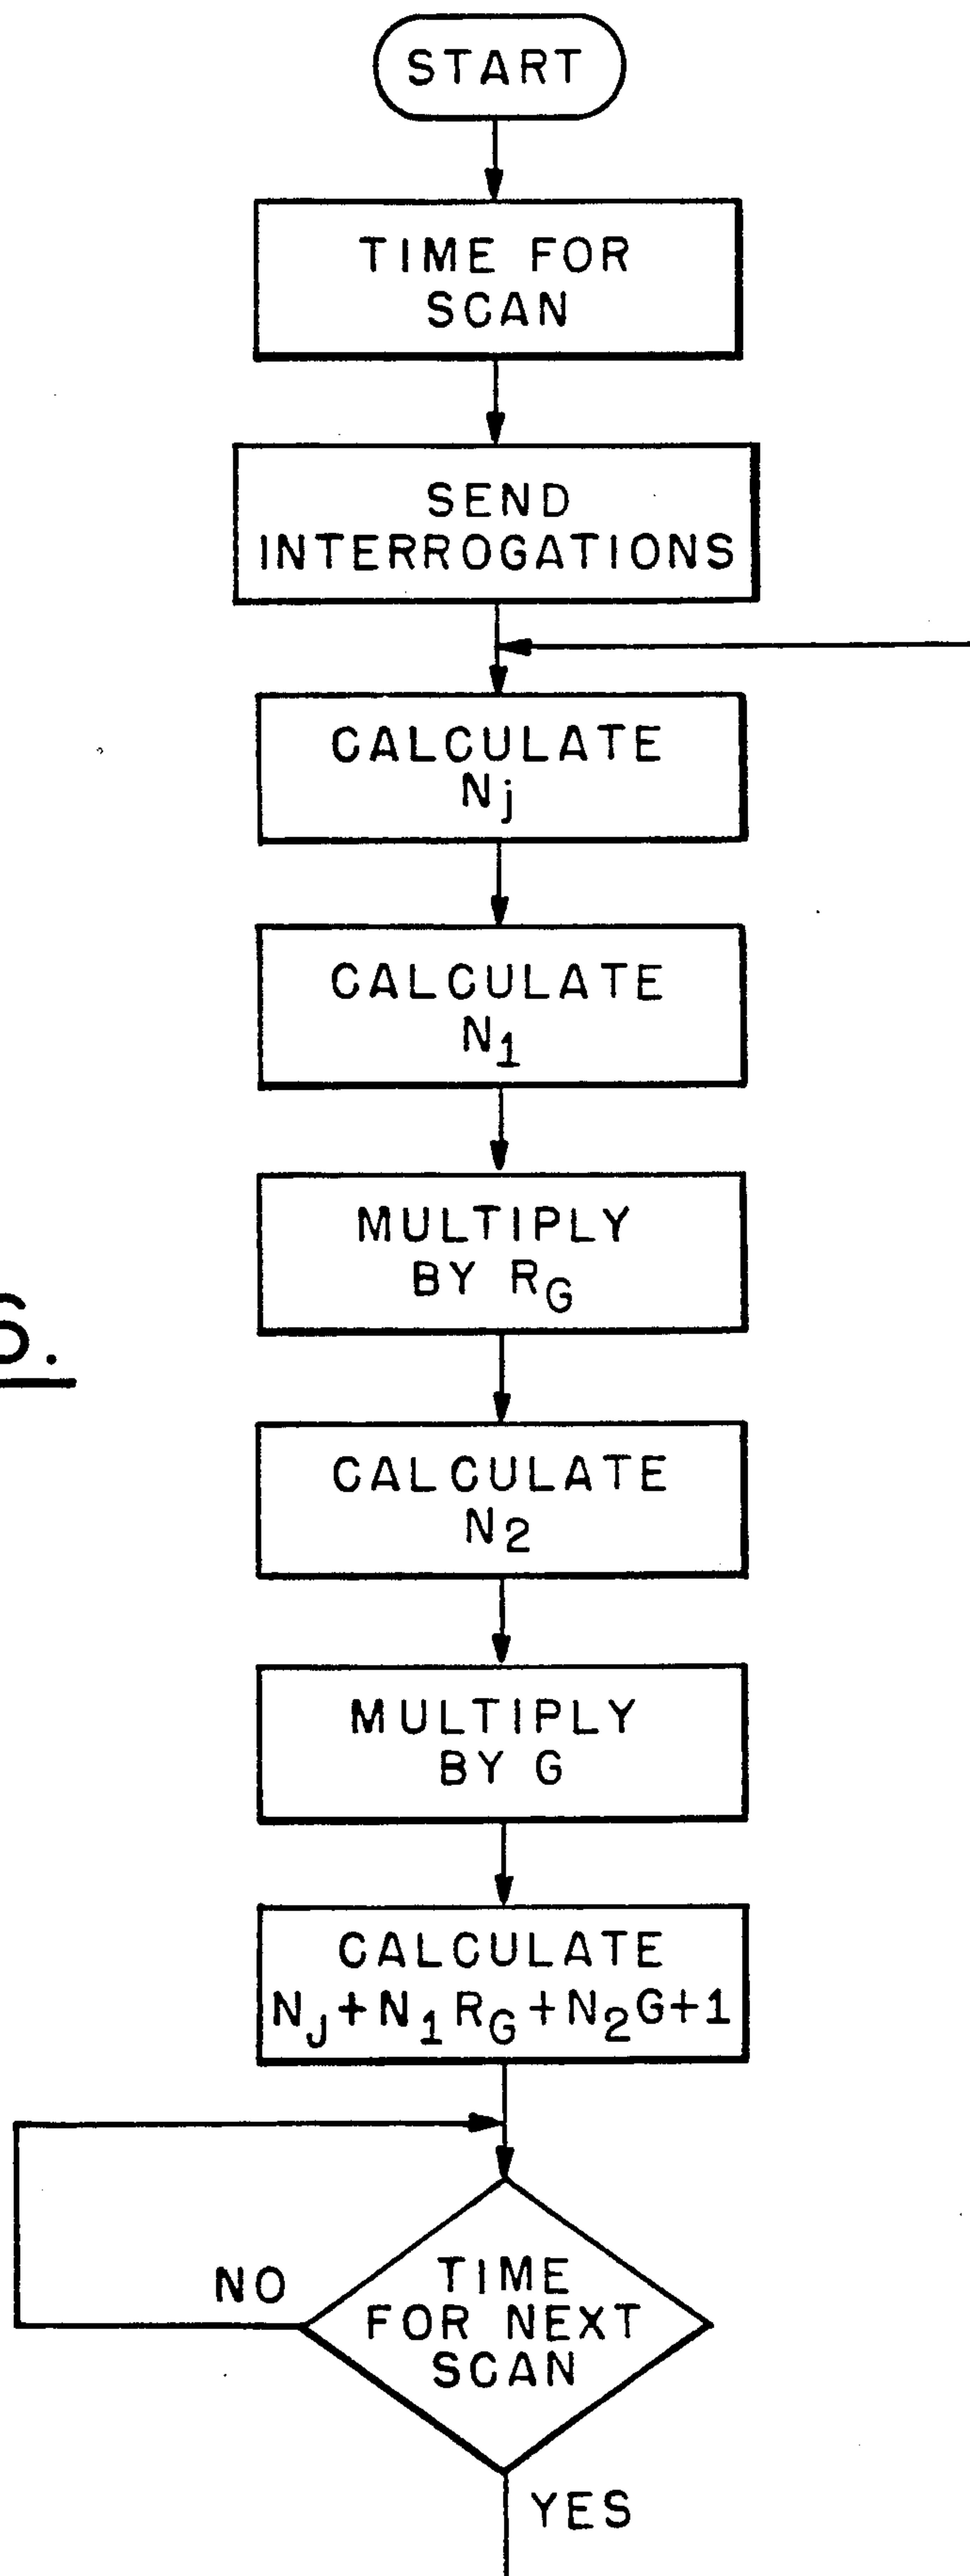 START
TIME FOR
SCAN
SEND
INTERROGATIONS
CALCULATE
Nj
CALCULATE
N1
MULTIPLY
BY RG
CALCULATE
N2
MULTIPLY
BY G
CALCULATE
NJ+N1RG+N2G+1
NO
TIME
FOR NEXT
SCAN
YES